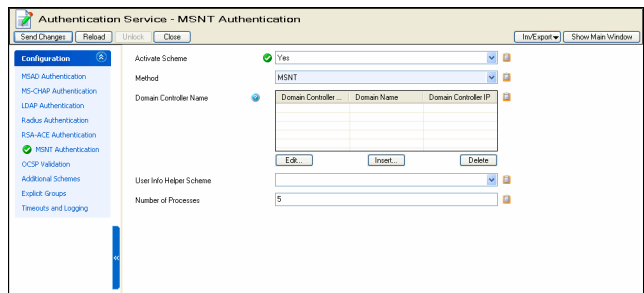 Authentication Service - MSNT Authentication
Send Changes Reload Unlock Close Im/Export Show Main Window
Configuration
MSAD Authentication
MS-CHAP Authentication
LDAP Authentication
Radius Authentication
RSA-ACE Authentication
MSNT Authentication
OCSP Validation
Additional Schemes
Explicit Groups
Timeouts and Logging
Activate Scheme Yes
Method MSNT
Domain Controller Name
Domain Controller ... Domain Name Domain Controller IP
Edit... Insert... Delete
User Info Helper Scheme
Number of Processes 5
«